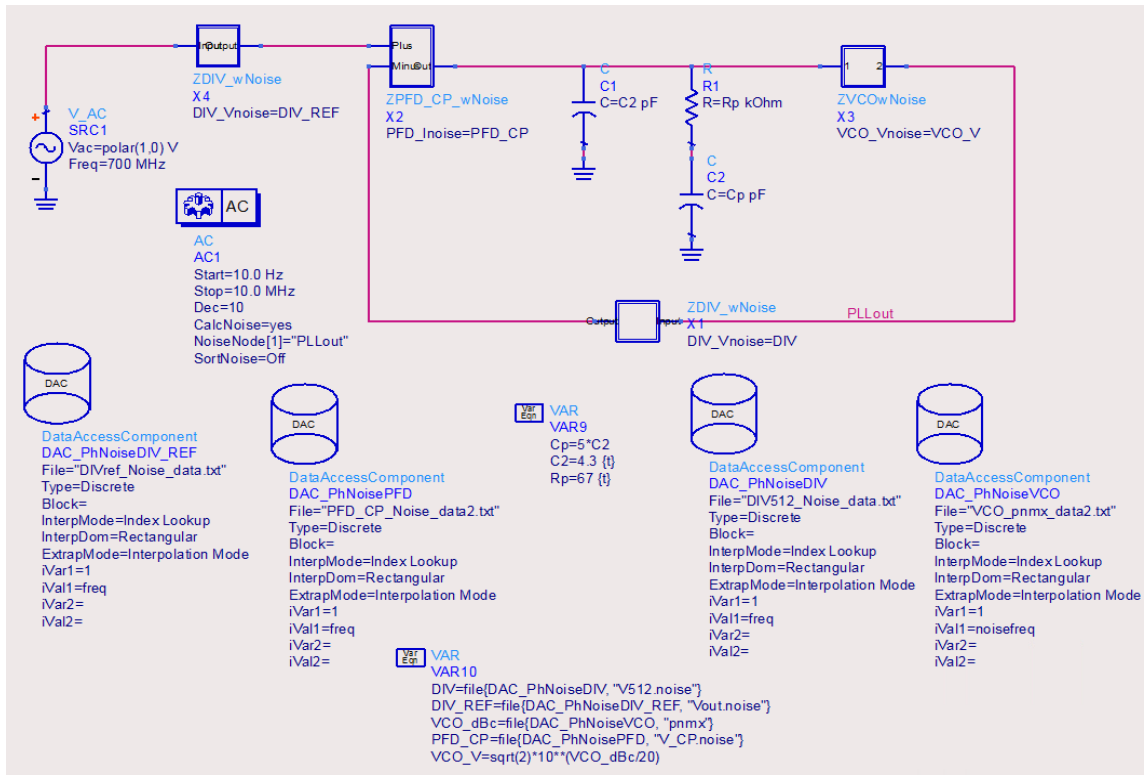 Input
Output
ZDIV_wNoise
X4
DIV_Vnoise=DIV_REF
V_AC
SRC1
Vac=polar(1,0) V
Freq=700 MHz
Plus
Minus
Out
ZPFD_CP_wNoise
X2
PFD_Inoise=PFD_CP
C
C1
C=C2 pF
R
R1
R=Rp kOhm
C
C2
C=Cp pF
1 2
ZVCOwNoise
X3
VCO_Vnoise=VCO_V
AC
AC
AC1
Start=10.0 Hz
Stop=10.0 MHz
Dec=10
CalcNoise=yes
NoiseNode[1]="PLLout"
SortNoise=Off
Output
Input
ZDIV_wNoise
X1
DIV_Vnoise=DIV
PLLout
DAC
DataAccessComponent
DAC_PhNoiseDIV_REF
File="DIVref_Noise_data.txt"
Type=Discrete
Block=
InterpMode=Index Lookup
InterpDom=Rectangular
ExtrapMode=Interpolation Mode
iVar1=1
iVal1=freq
iVar2=
iVal2=
DAC
DataAccessComponent
DAC_PhNoisePFD
File="PFD_CP_Noise_data2.txt"
Type=Discrete
Block=
InterpMode=Index Lookup
InterpDom=Rectangular
ExtrapMode=Interpolation Mode
iVar1=1
iVal1=freq
iVar2=
iVal2=
Var
Eqn
VAR
VAR9
Cp=5*C2
C2=4.3 {t}
Rp=67 {t}
DAC
DataAccessComponent
DAC_PhNoiseDIV
File="DIV512_Noise_data.txt"
Type=Discrete
Block=
InterpMode=Index Lookup
InterpDom=Rectangular
ExtrapMode=Interpolation Mode
iVar1=1
iVal1=freq
iVar2=
iVal2=
DAC
DataAccessComponent
DAC_PhNoiseVCO
File="VCO_pnmx_data2.txt"
Type=Discrete
Block=
InterpMode=Index Lookup
InterpDom=Rectangular
ExtrapMode=Interpolation Mode
iVar1=1
iVal1=noisefreq
iVar2=
iVal2=
Var
Eqn
VAR
VAR10
DIV=file{DAC_PhNoiseDIV, "V512.noise"}
DIV_REF=file{DAC_PhNoiseDIV_REF, "Vout.noise"}
VCO_dBc=file{DAC_PhNoiseVCO, "pnmx"}
PFD_CP=file{DAC_PhNoisePFD, "V_CP.noise"}
VCO_V=sqrt(2)*10**(VCO_dBc/20)